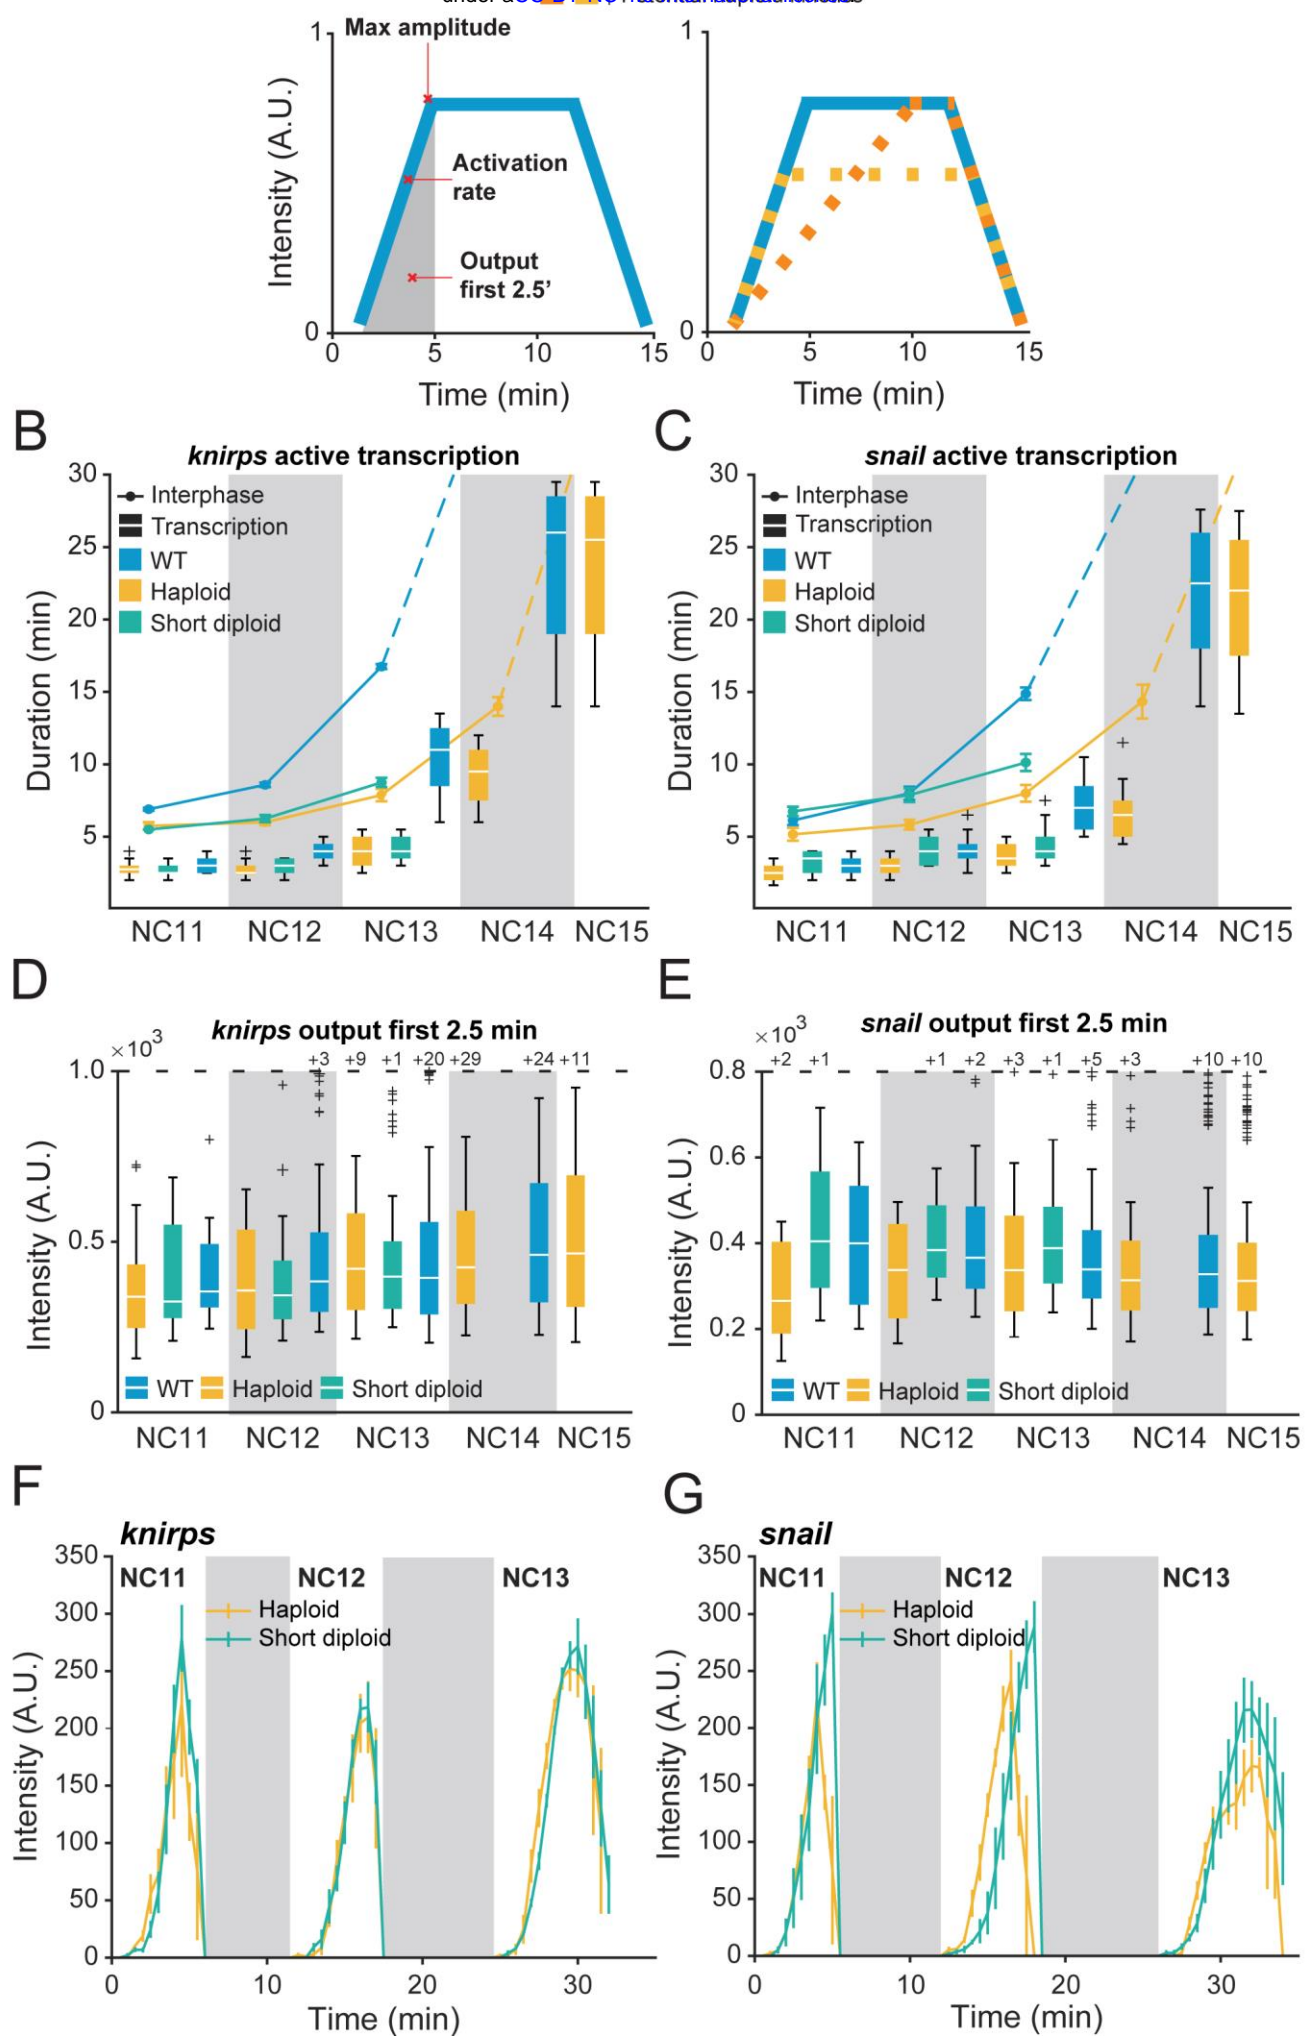 under a
Max amplitude
1
Intensity (A.U.)
Activation
rate
Output
first 2.5'
0
0 5 10 15
Time (min)
1
0
0 5 10 15
Time (min)
B
knirps active transcription
30
25
20
15
10
5
Duration (min)
Interphase
Transcription
WT
Haploid
Short diploid
NC11 NC12 NC13 NC14 NC15
C
snail active transcription
30
25
20
15
10
5
Duration (min)
Interphase
Transcription
WT
Haploid
Short diploid
NC11 NC12 NC13 NC14 NC15
D
knirps output first 2.5 min
×10³
+3 +9 +1 +20 +29 +24 +11
1.0
0.5
0
Intensity (A.U.)
WT Haploid Short diploid
NC11 NC12 NC13 NC14 NC15
E
snail output first 2.5 min
×10³
+2 +1 +1 +2 +3 +1 +5 +3 +10 +10
0.8
0.6
0.4
0.2
0
Intensity (A.U.)
WT Haploid Short diploid
NC11 NC12 NC13 NC14 NC15
F
knirps
350
300
250
200
150
100
50
0
Intensity (A.U.)
NC11 NC12 NC13
Haploid
Short diploid
0 10 20 30
Time (min)
G
snail
350
300
250
200
150
100
50
0
Intensity (A.U.)
NC11 NC12 NC13
Haploid
Short diploid
0 10 20 30
Time (min)